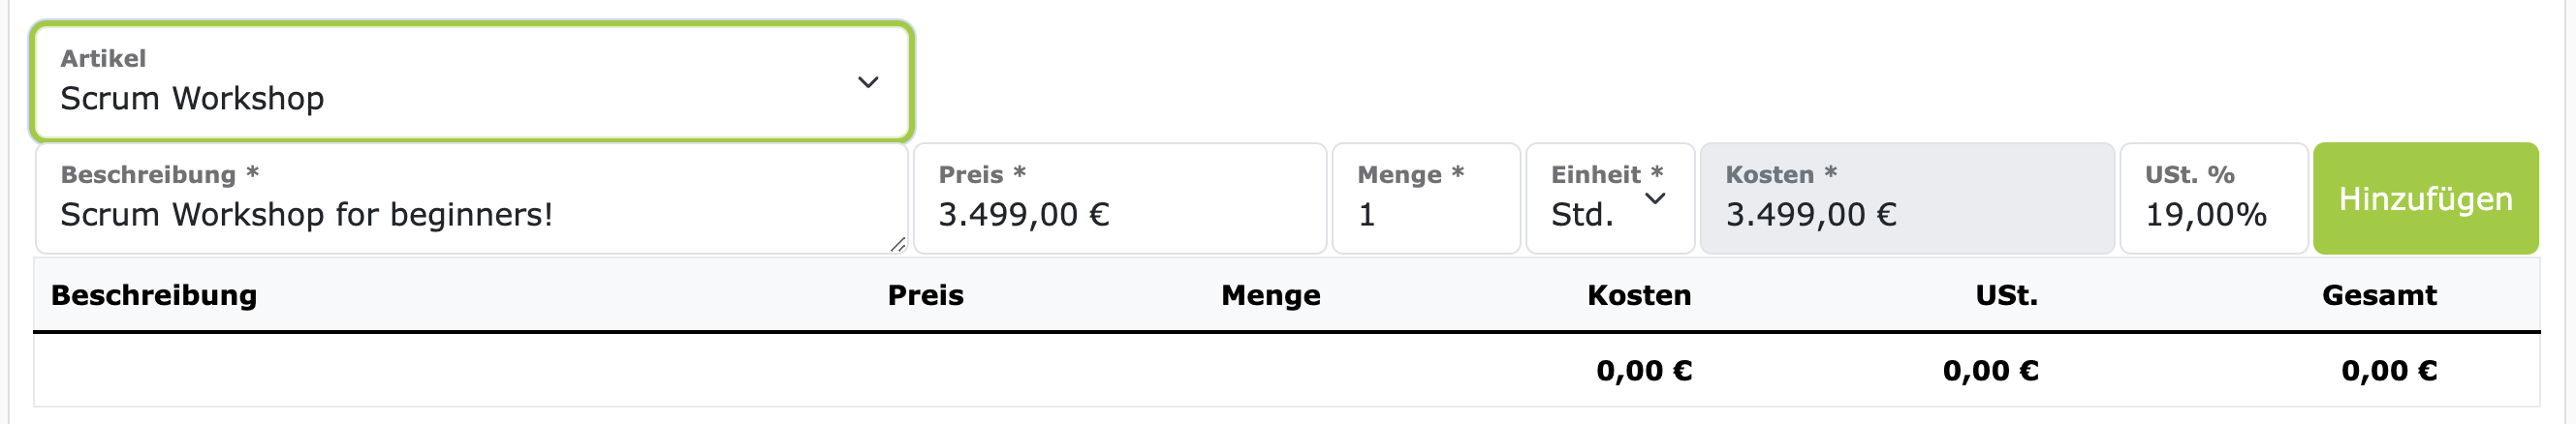 Artikel
Scrum Workshop
Beschreibung * Preis * Menge * Einheit * Kosten * USt. %
Scrum Workshop for beginners! 3.499,00 € 1 Std. 3.499,00 € 19,00% Hinzufügen
Beschreibung Preis Menge Kosten USt. Gesamt
0,00 € 0,00 € 0,00 €